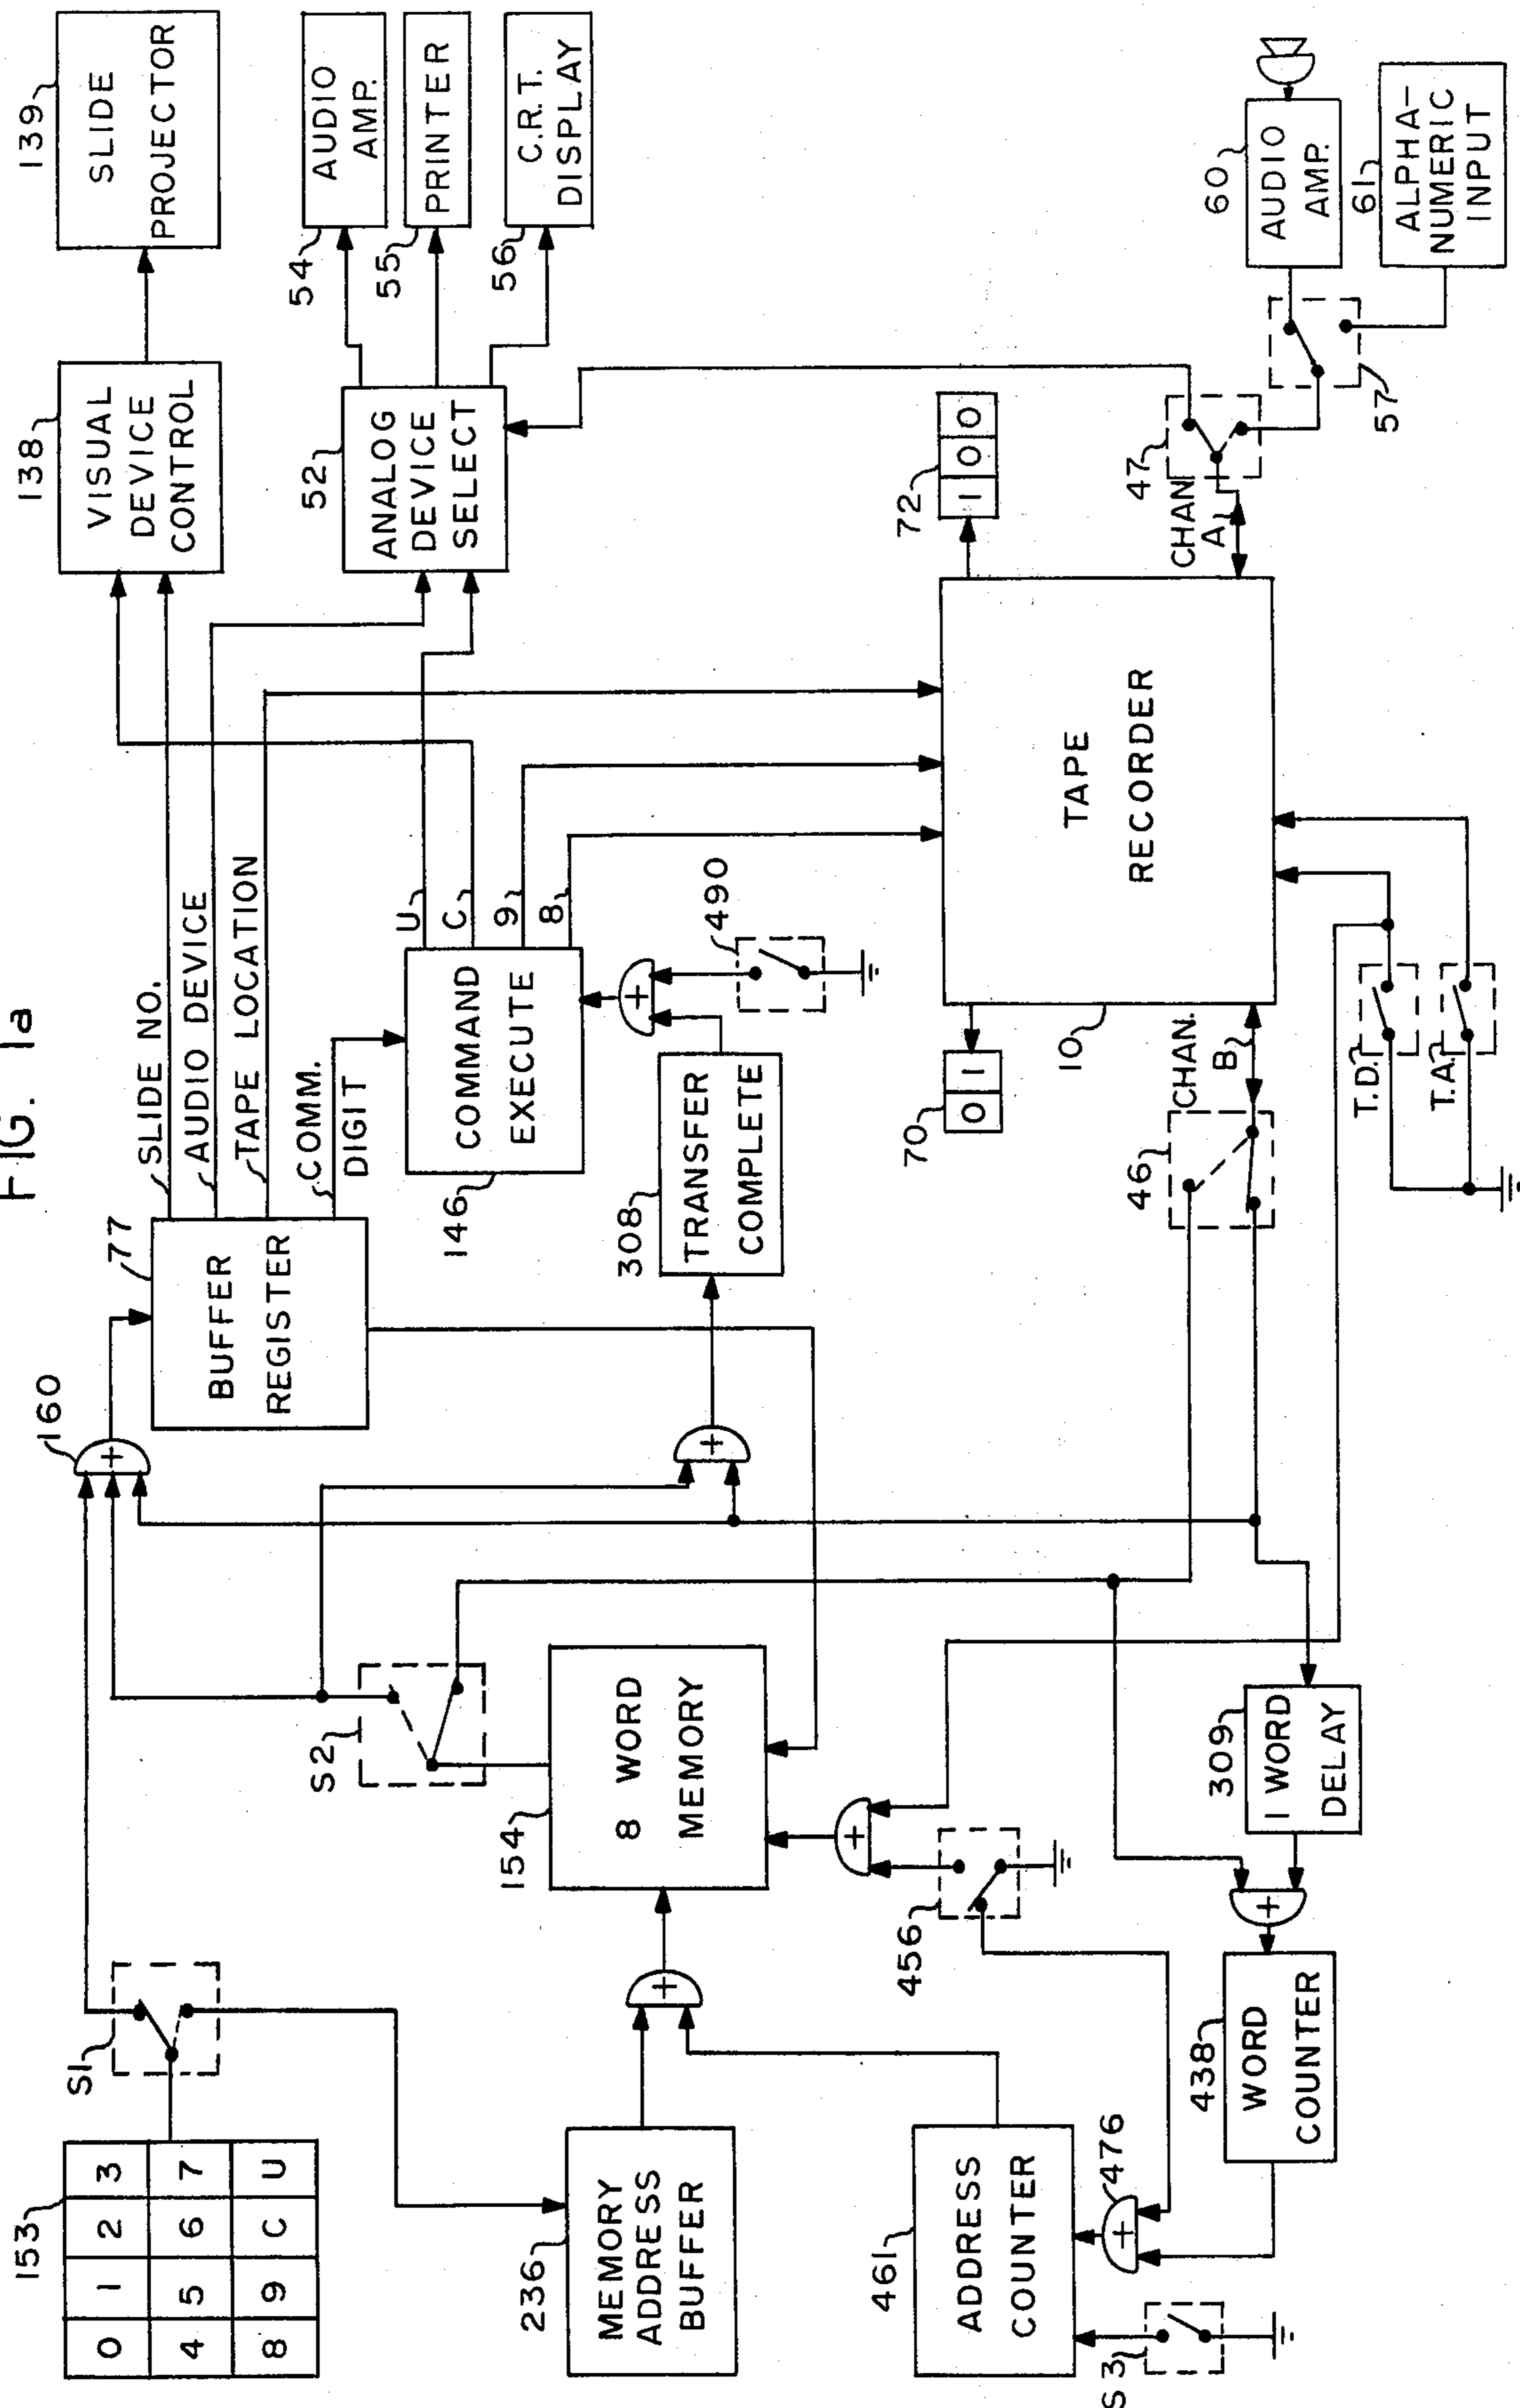 FIG. 1a
153
0 1 2 3
4 5 6 7
8 9 C U
S1
160
77
BUFFER
REGISTER
SLIDE NO.
AUDIO DEVICE
TAPE LOCATION
COMM.
DIGIT
138
VISUAL
DEVICE
CONTROL
139
SLIDE
PROJECTOR
52
ANALOG
DEVICE
SELECT
54
AUDIO
AMP.
55
PRINTER
56
C.R.T.
DISPLAY
146
COMMAND
EXECUTE
U
C
9
8
490
308
TRANSFER
COMPLETE
S2
236
MEMORY
ADDRESS
BUFFER
154
8 WORD
MEMORY
456
461
ADDRESS
COUNTER
476
S3
438
WORD
COUNTER
309
1 WORD
DELAY
46
CHAN.
B
70
0 1
10
TAPE
RECORDER
72
1 0 0
CHAN
A
47
57
60
AUDIO
AMP.
61
ALPHA-
NUMERIC
INPUT
T.D.
T.A.
+
+
+
+
+
+
+